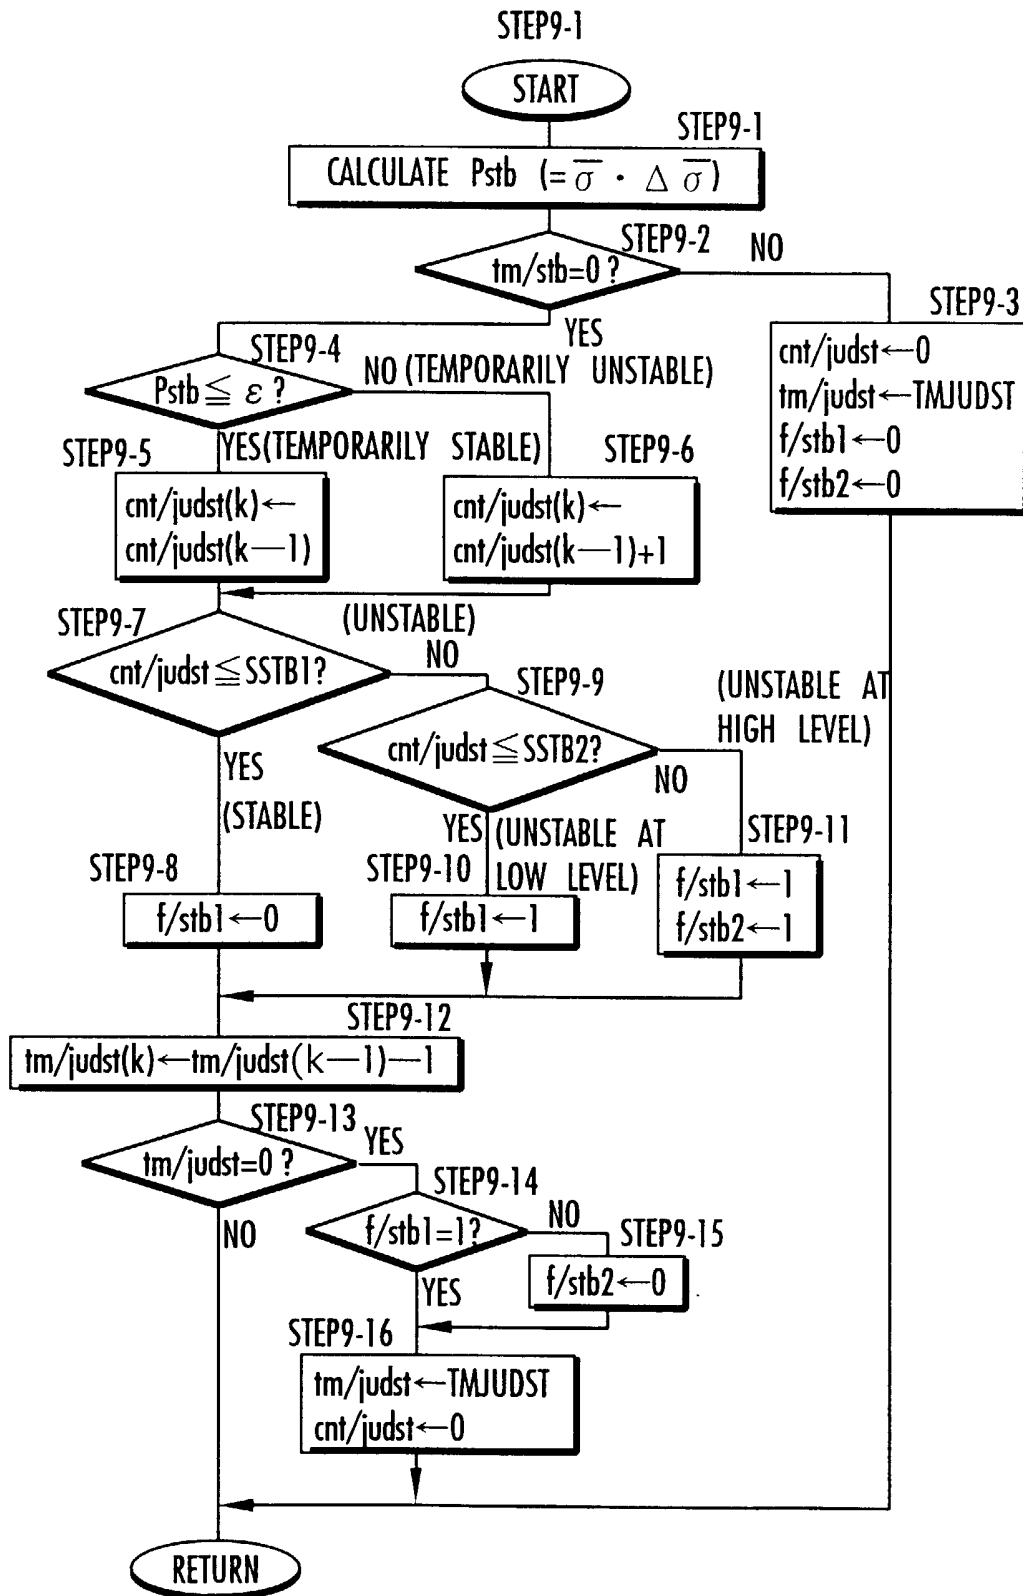 STEP9-1
START
STEP9-1
CALCULATE Pstb (= σ̅ · Δ σ̅)
STEP9-2
tm/stb=0 ?
NO
YES
STEP9-3
cnt/judst←0
tm/judst←TMJUDST
f/stb1←0
f/stb2←0
STEP9-4
Pstb≦ ε ?
NO (TEMPORARILY UNSTABLE)
YES(TEMPORARILY STABLE)
STEP9-5
cnt/judst(k)←
cnt/judst(k—1)
STEP9-6
cnt/judst(k)←
cnt/judst(k—1)+1
STEP9-7
(UNSTABLE)
cnt/judst≦SSTB1?
NO
YES
(STABLE)
STEP9-9
cnt/judst≦SSTB2?
(UNSTABLE AT
HIGH LEVEL)
NO
YES
(UNSTABLE AT
LOW LEVEL)
STEP9-8
f/stb1←0
STEP9-10
f/stb1←1
STEP9-11
f/stb1←1
f/stb2←1
STEP9-12
tm/judst(k)←tm/judst(k—1)—1
STEP9-13
tm/judst=0 ?
YES
NO
STEP9-14
f/stb1=1?
NO
YES
STEP9-15
f/stb2←0
STEP9-16
tm/judst←TMJUDST
cnt/judst←0
RETURN